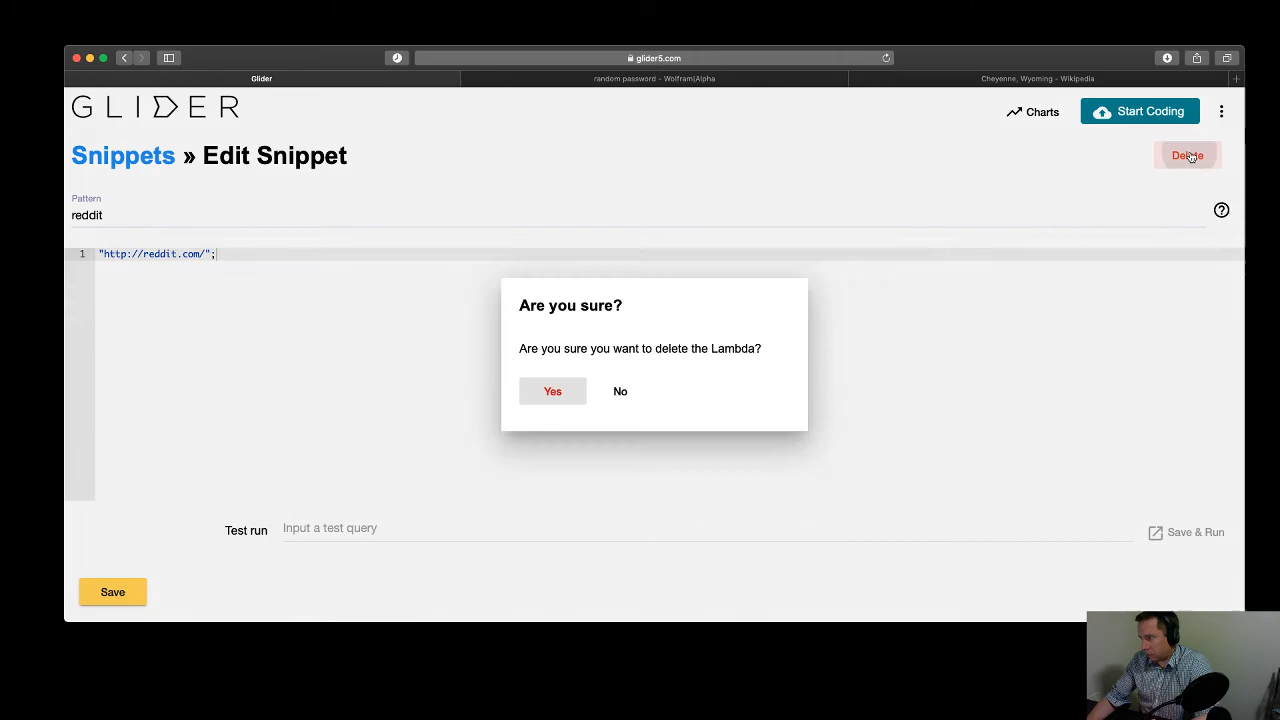 glider5.com
Glider
random password - Wolfram|Alpha
Cheyenne, Wyoming - Wikipedia
GLIDER
Charts
Start Coding
Snippets » Edit Snippet
Delete
Pattern
reddit
1 "http://reddit.com/";
Are you sure?
Are you sure you want to delete the Lambda?
Yes
No
Test run
Input a test query
Save & Run
Save